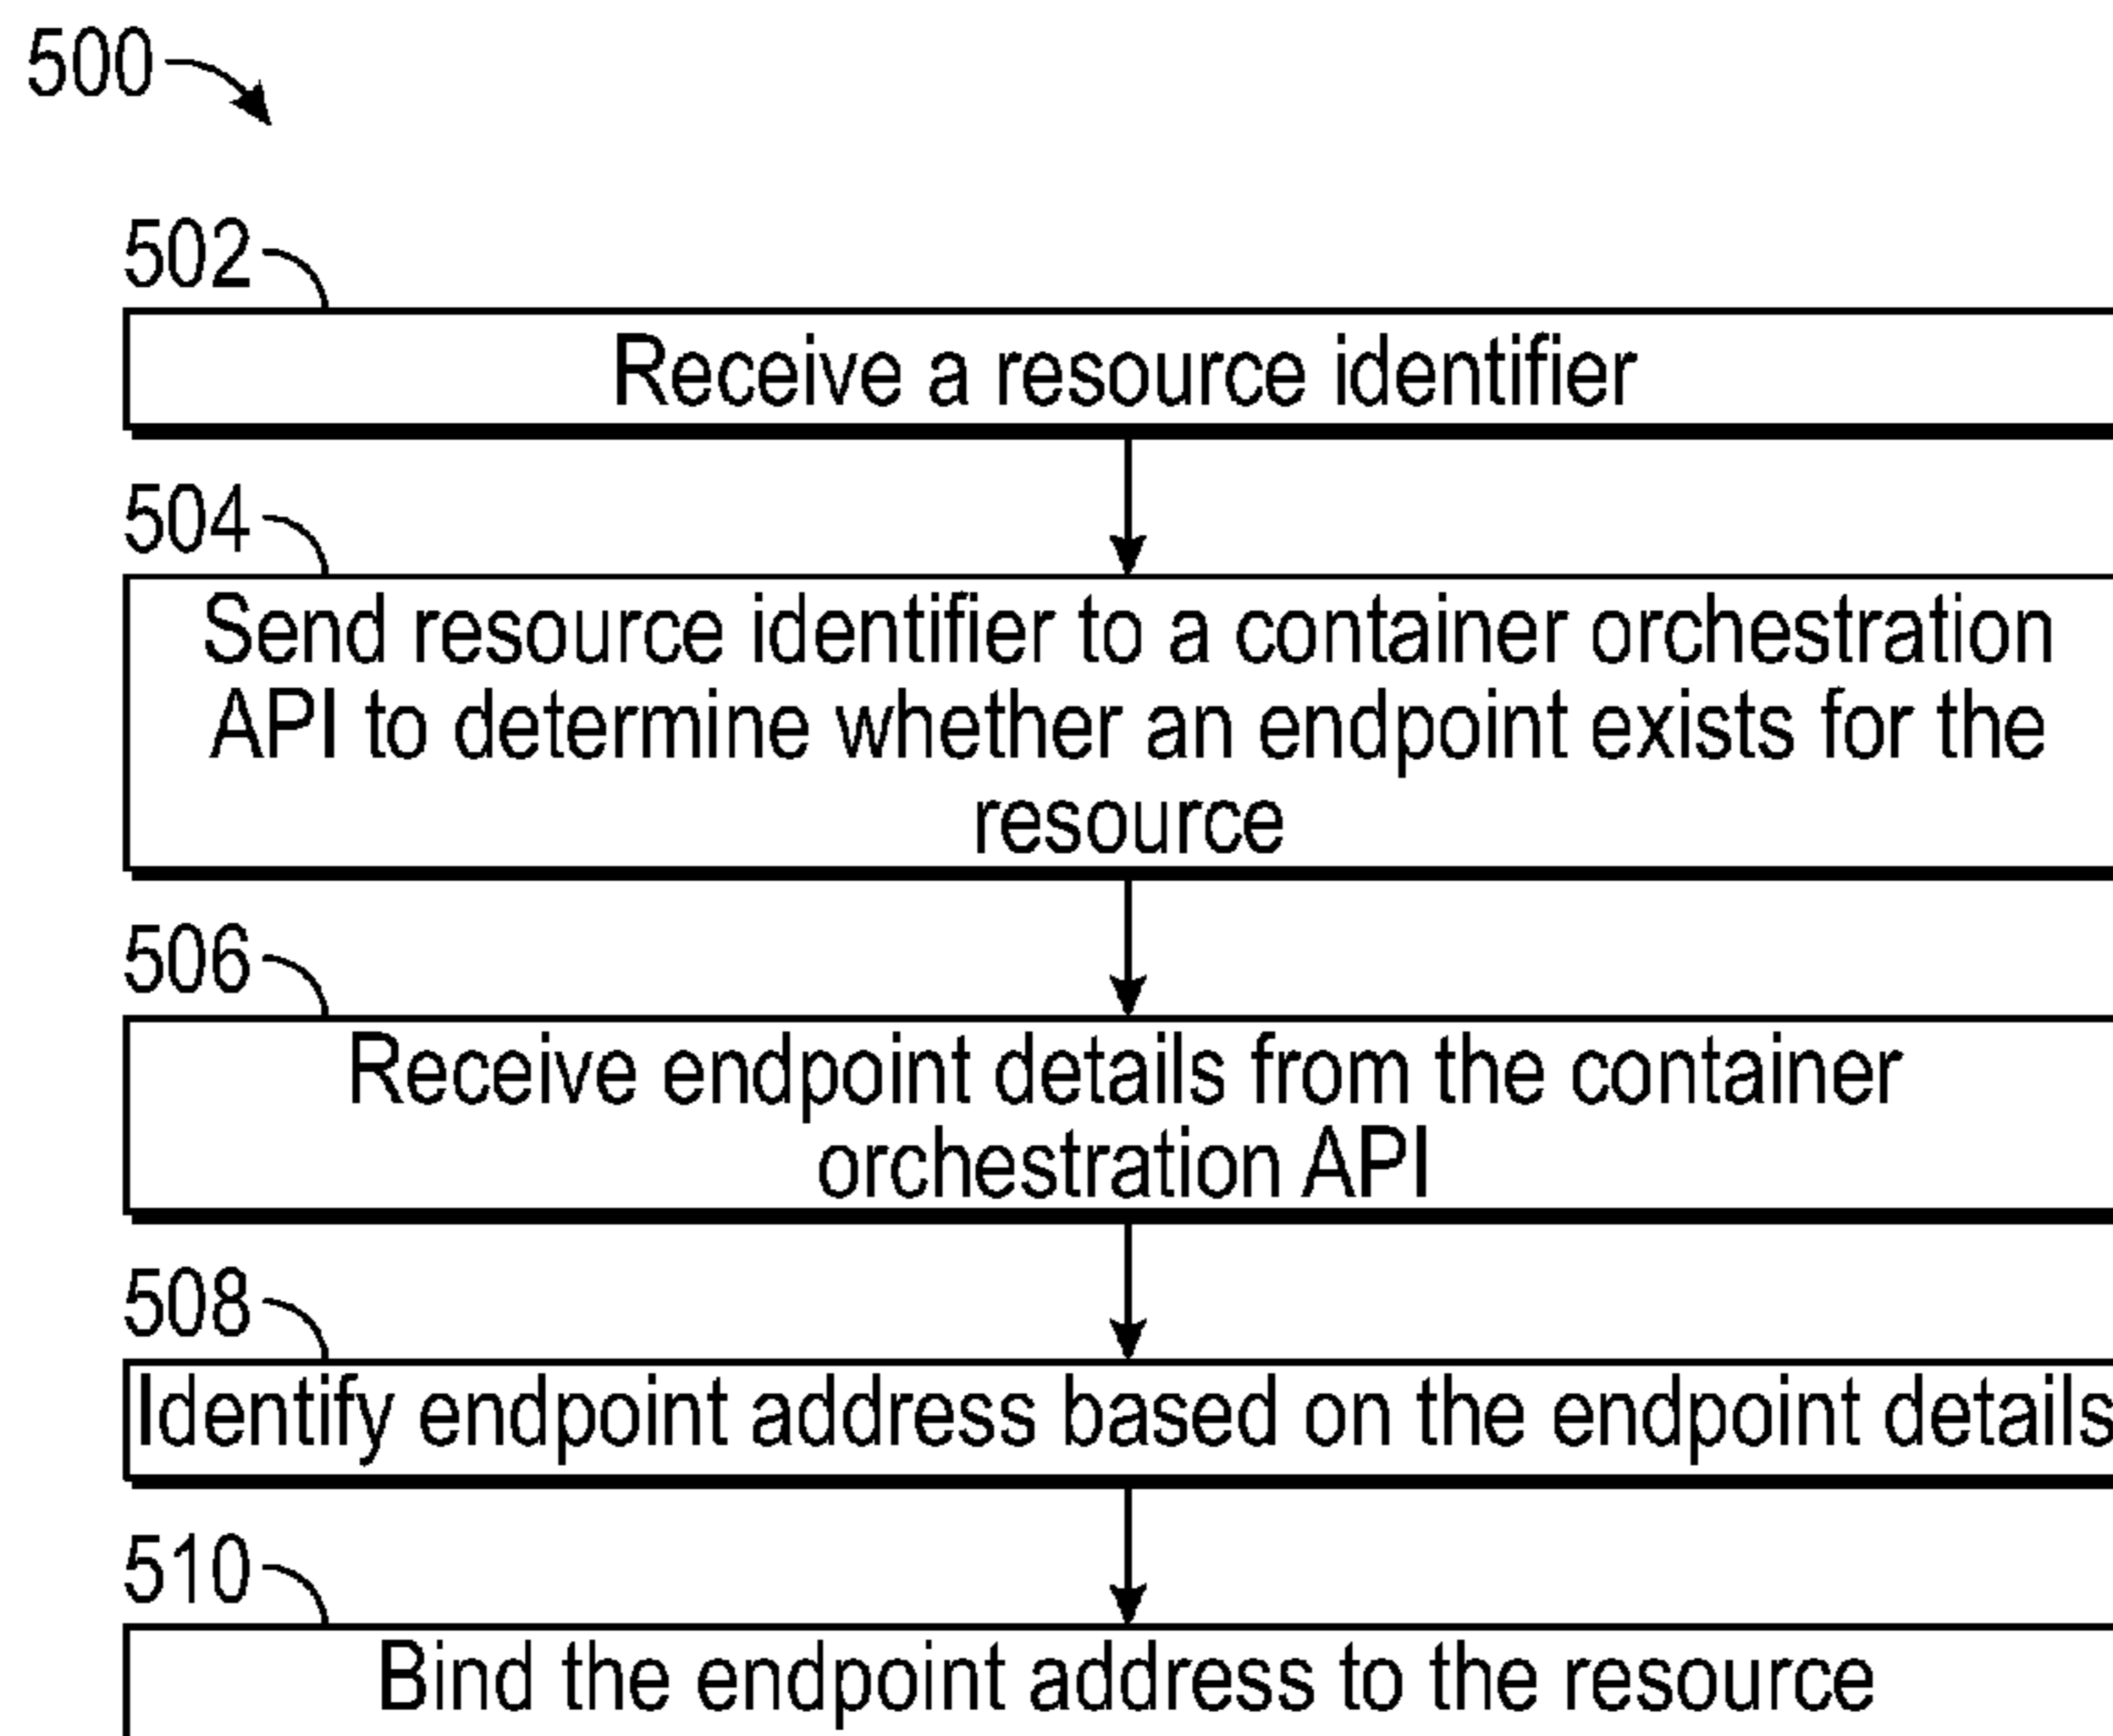 500
502
Receive a resource identifier
504
Send resource identifier to a container orchestration
API to determine whether an endpoint exists for the
resource
506
Receive endpoint details from the container
orchestration API
508
Identify endpoint address based on the endpoint details
510
Bind the endpoint address to the resource